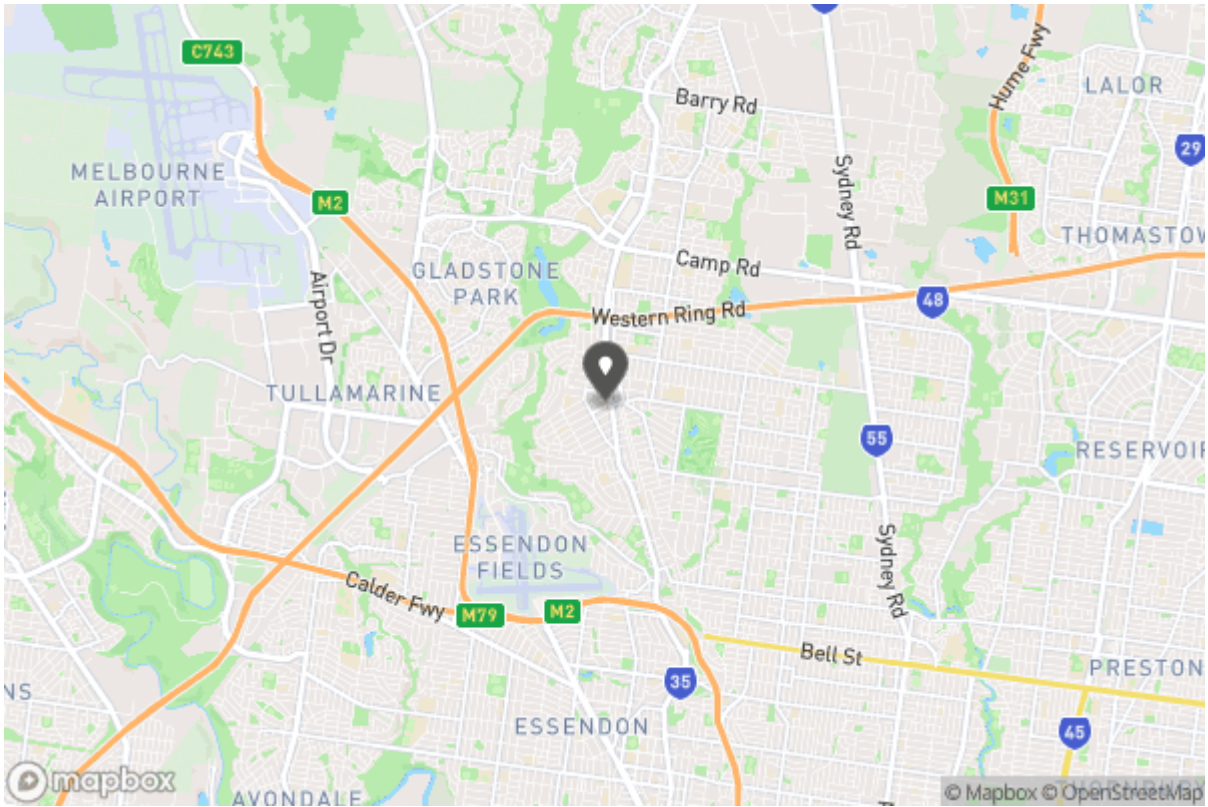 C743
Barry Rd
Hume Fwy
LALOR
29
MELBOURNE
AIRPORT
M2
Sydney Rd
M31
THOMASTOW
Camp Rd
GLADSTONE
PARK
Airport Dr
Western Ring Rd
48
TULLAMARINE
55
RESERVOIR
ESSENDON
FIELDS
Sydney Rd
Calder Fwy
M79
M2
Bell St
PRESTON
35
NS
ESSENDON
45
mapbox
AVONDALE
© Mapbox © OpenStreetMap